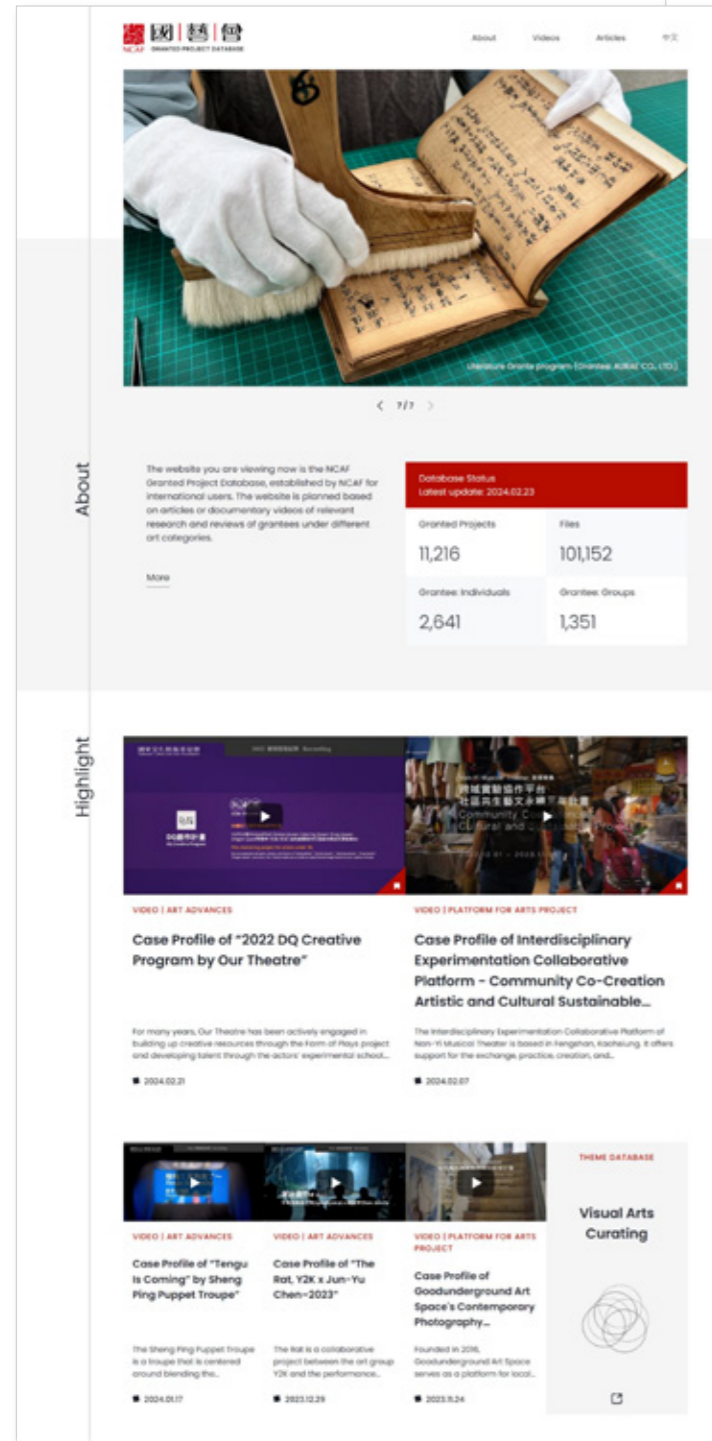 國藝會
NCAF GRANTED PROJECT DATABASE
About Videos Articles 中文
Literature Grants program (Grantee: CO., LTD.)
7/7
About
The website you are viewing now is the NCAF
Granted Project Database, established by NCAF for
international users. The website is planned based
on articles or documentary videos of relevant
research and reviews of grantees under different
art categories.
More
Database Status
Latest update: 2024.02.23
Granted Projects
11,216
Files
101,152
Grantee: Individuals
2,641
Grantee: Groups
1,351
Highlight
跨域實驗協作平台
Community
Cultural and
VIDEO | ART ADVANCES
Case Profile of “2022 DQ Creative
Program by Our Theatre”
For many years, Our Theatre has been actively engaged in
building up creative resources through the Form of Plays project
and developing talent through the actors' experimental school...
2024.02.21
VIDEO | PLATFORM FOR ARTS PROJECT
Case Profile of Interdisciplinary
Experimentation Collaborative
Platform - Community Co-Creation
Artistic and Cultural Sustainable...
The Interdisciplinary Experimentation Collaborative Platform of
Nan-Yi Musical Theater is based in Fengshan, Kaohsiung. It offers
support for the exchange, practice, creation, and...
2024.02.07
VIDEO | ART ADVANCES
Case Profile of “Tengu
Is Coming” by Sheng
Ping Puppet Troupe”
The Sheng Ping Puppet Troupe
is a troupe that is centered
around blending the...
2024.01.17
VIDEO | ART ADVANCES
Case Profile of “The
Rat, Y2K x Jun-Yu
Chen-2023”
The Rat is a collaborative
project between the art group
Y2K and the performance...
2023.12.29
VIDEO | PLATFORM FOR ARTS
PROJECT
Case Profile of
Goodunderground Art
Space's Contemporary
Photography...
Founded in 2016,
Goodunderground Art Space
serves as a platform for local...
2023.11.24
THEME DATABASE
Visual Arts
Curating